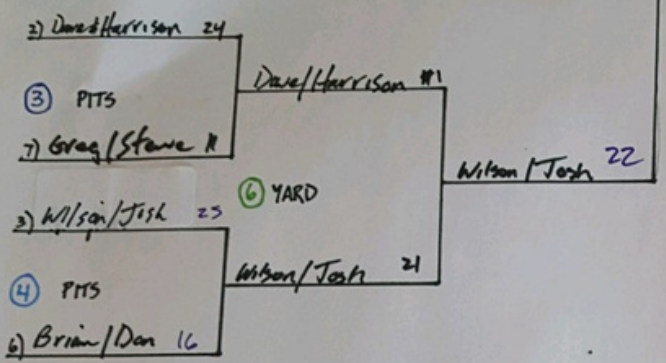 2) Dave & Harrison 24
Dave/Harrison #1
③ PITS
7) Greg/Steve 11
Wilson/Josh 22
⑥ YARD
3) Wilson/Josh 25
Wilson/Josh 21
④ PITS
6) Brian/Dan 16